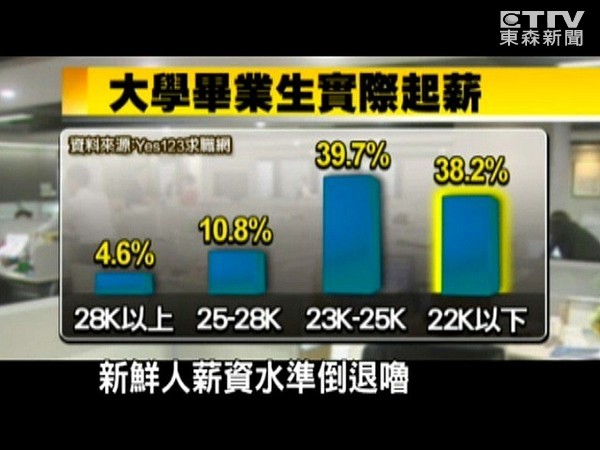 ETTV
東森新聞
大學畢業生實際起薪
資料來源:Yes123求職網
4.6%
10.8%
39.7%
38.2%
28K以上
25-28K
23K-25K
22K以下
新鮮人薪資水準倒退嚕